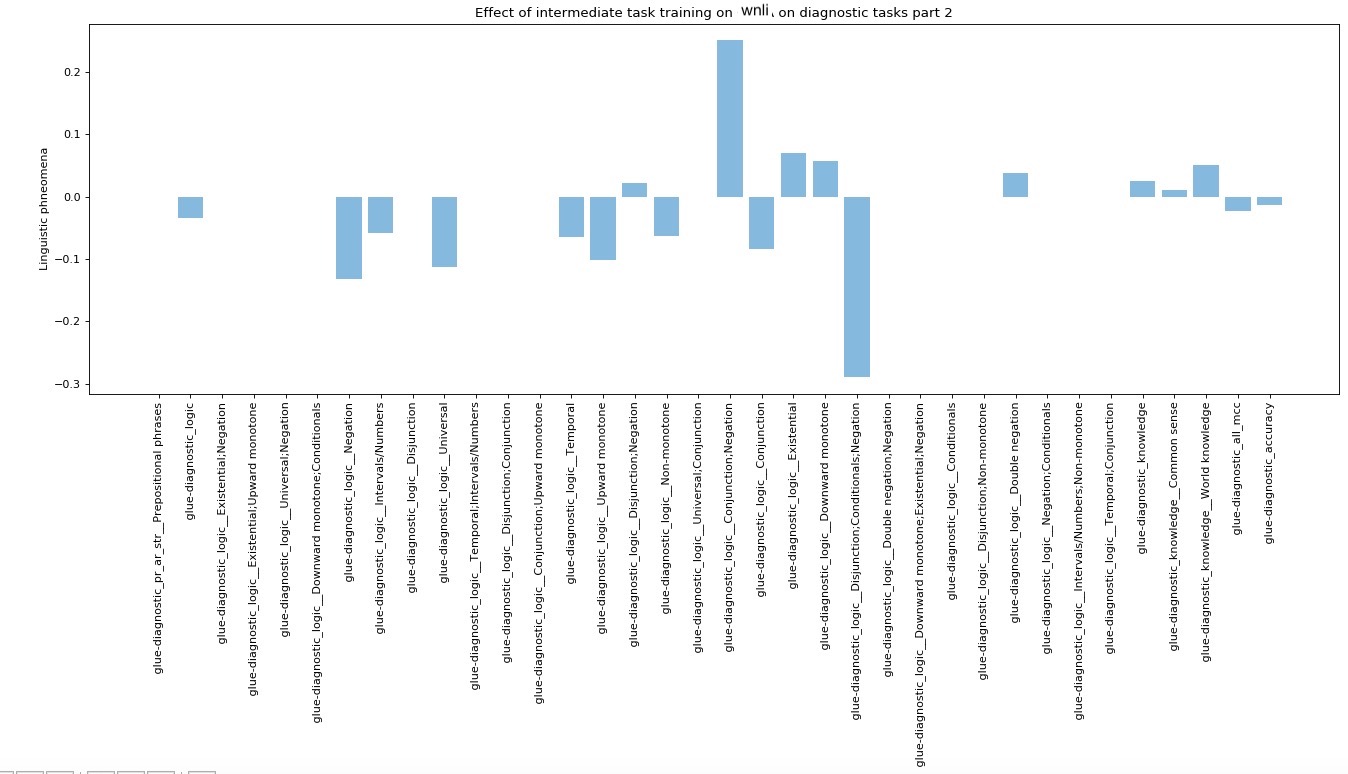 Effect of intermediate task training on wnli, on diagnostic tasks part 2
Linguistic phneomena
0.2
0.1
0.0
−0.1
−0.2
−0.3
glue-diagnostic_pr_ar_str__Prepositional phrases
glue-diagnostic_logic
glue-diagnostic_logic__Existential;Negation
glue-diagnostic_logic__Existential;Upward monotone
glue-diagnostic_logic__Universal;Negation
glue-diagnostic_logic__Downward monotone;Conditionals
glue-diagnostic_logic__Negation
glue-diagnostic_logic__Intervals/Numbers
glue-diagnostic_logic__Disjunction
glue-diagnostic_logic__Universal
glue-diagnostic_logic__Temporal;Intervals/Numbers
glue-diagnostic_logic__Disjunction;Conjunction
glue-diagnostic_logic__Conjunction;Upward monotone
glue-diagnostic_logic__Temporal
glue-diagnostic_logic__Upward monotone
glue-diagnostic_logic__Disjunction;Negation
glue-diagnostic_logic__Non-monotone
glue-diagnostic_logic__Universal;Conjunction
glue-diagnostic_logic__Conjunction;Negation
glue-diagnostic_logic__Conjunction
glue-diagnostic_logic__Existential
glue-diagnostic_logic__Downward monotone
glue-diagnostic_logic__Disjunction;Conditionals;Negation
glue-diagnostic_logic__Double negation;Negation
glue-diagnostic_logic__Downward monotone;Existential;Negation
glue-diagnostic_logic__Conditionals
glue-diagnostic_logic__Disjunction;Non-monotone
glue-diagnostic_logic__Double negation
glue-diagnostic_logic__Negation;Conditionals
glue-diagnostic_logic__Intervals/Numbers;Non-monotone
glue-diagnostic_logic__Temporal;Conjunction
glue-diagnostic_knowledge
glue-diagnostic_knowledge__Common sense
glue-diagnostic_knowledge__World knowledge
glue-diagnostic_all_mcc
glue-diagnostic_accuracy